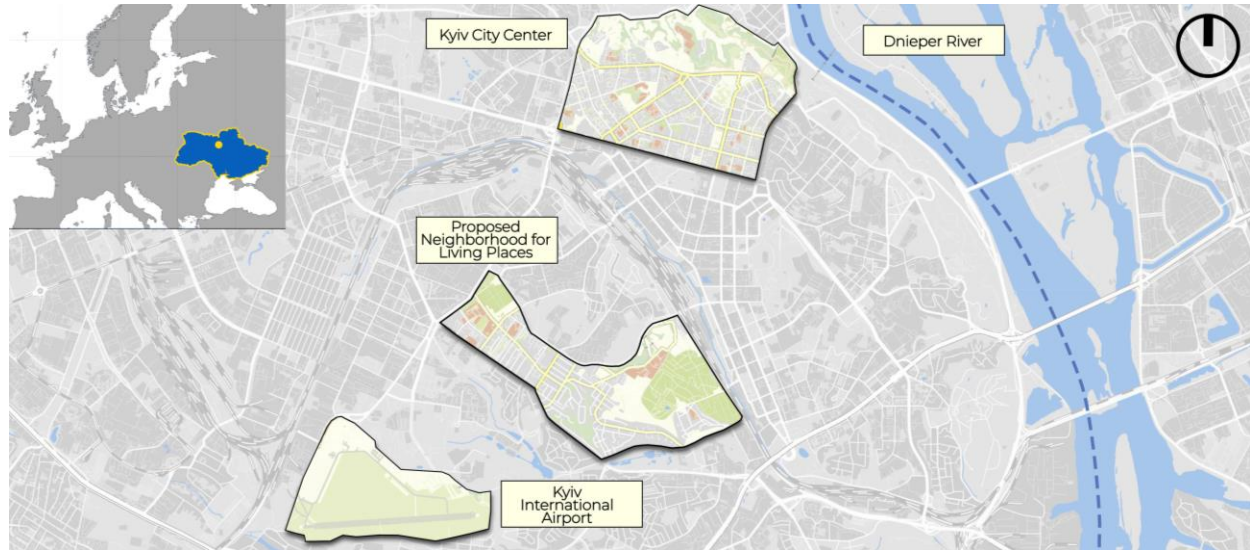 Kyiv City Center
Dnieper River
Proposed
Neighborhood for
Living Places
Kyiv
International
Airport